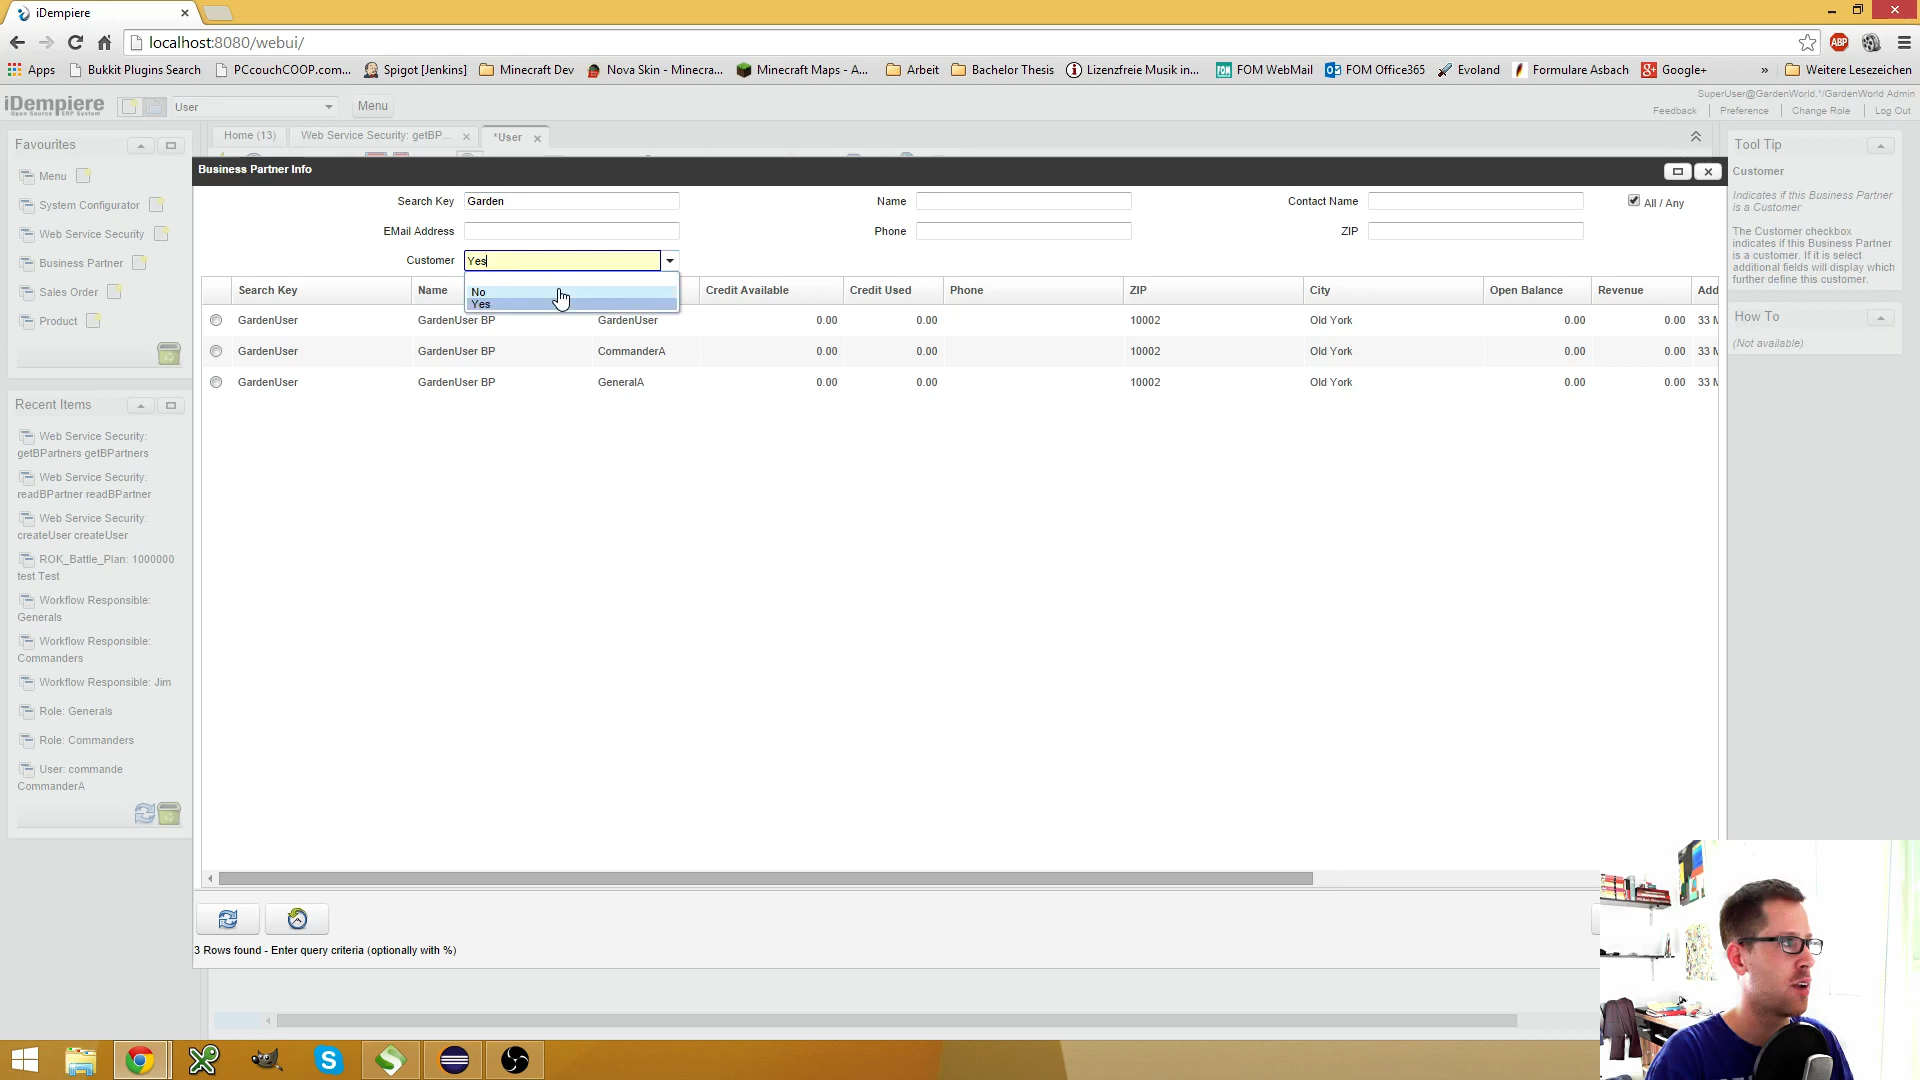 iDempiere
localhost:8080/webui/
Apps
Bukkit Plugins Search
PCcouchCOOP.com...
Spigot [Jenkins]
Minecraft Dev
Nova Skin - Minecra...
Minecraft Maps - A...
Arbeit
Bachelor Thesis
Lizenzfreie Musik in...
FOM WebMail
FOM Office365
Evoland
Formulare Asbach
Google+
»
Weitere Lesezeichen
iDempiere
Open Source ERP System
User
Menu
SuperUser@GardenWorld.*/GardenWorld Admin
Feedback | Preference | Change Role | Log Out
Favourites
Menu
System Configurator
Web Service Security
Business Partner
Sales Order
Product
Recent Items
Web Service Security:
getBPartners getBPartners
Web Service Security:
readBPartner readBPartner
Web Service Security:
createUser createUser
ROK_Battle_Plan: 1000000
test Test
Workflow Responsible:
Generals
Workflow Responsible:
Commanders
Workflow Responsible: Jim
Role: Generals
Role: Commanders
User: commande
CommanderA
Home (13)
Web Service Security: getBP...
*User
Business Partner Info
Search Key Garden Name Contact Name All / Any
EMail Address Phone ZIP
Customer Yes
No
Yes
Search Key Name Credit Available Credit Used Phone ZIP City Open Balance Revenue Add
GardenUser GardenUser BP GardenUser 0.00 0.00 10002 Old York 0.00 0.00 33 M
GardenUser GardenUser BP CommanderA 0.00 0.00 10002 Old York 0.00 0.00 33 M
GardenUser GardenUser BP GeneralA 0.00 0.00 10002 Old York 0.00 0.00 33 M
3 Rows found - Enter query criteria (optionally with %)
Tool Tip
Customer
Indicates if this Business Partner
is a Customer
The Customer checkbox
indicates if this Business Partner
is a customer. If it is select
additional fields will display which
further define this customer.
How To
(Not available)